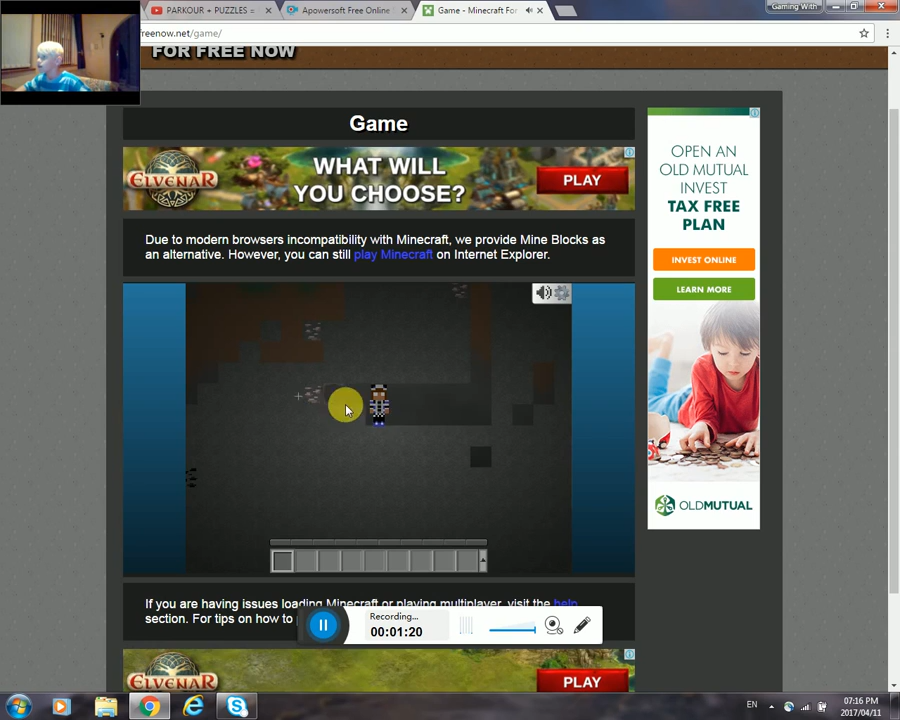 PARKOUR + PUZZLES =
Apowersoft Free Online
Game - Minecraft For
Gaming With
freenow.net/game/
FOR FREE NOW
Game
ELVENAR
WHAT WILL
YOU CHOOSE?
PLAY
Due to modern browsers incompatibility with Minecraft, we provide Mine Blocks as
an alternative. However, you can still play Minecraft on Internet Explorer.
OPEN AN
OLD MUTUAL
INVEST
TAX FREE
PLAN
INVEST ONLINE
LEARN MORE
OLDMUTUAL
If you are having issues loading Minecraft or playing multiplayer, visit the help
section. For tips on how to
Recording...
00:01:20
ELVENAR
PLAY
EN
07:16 PM
2017/04/11